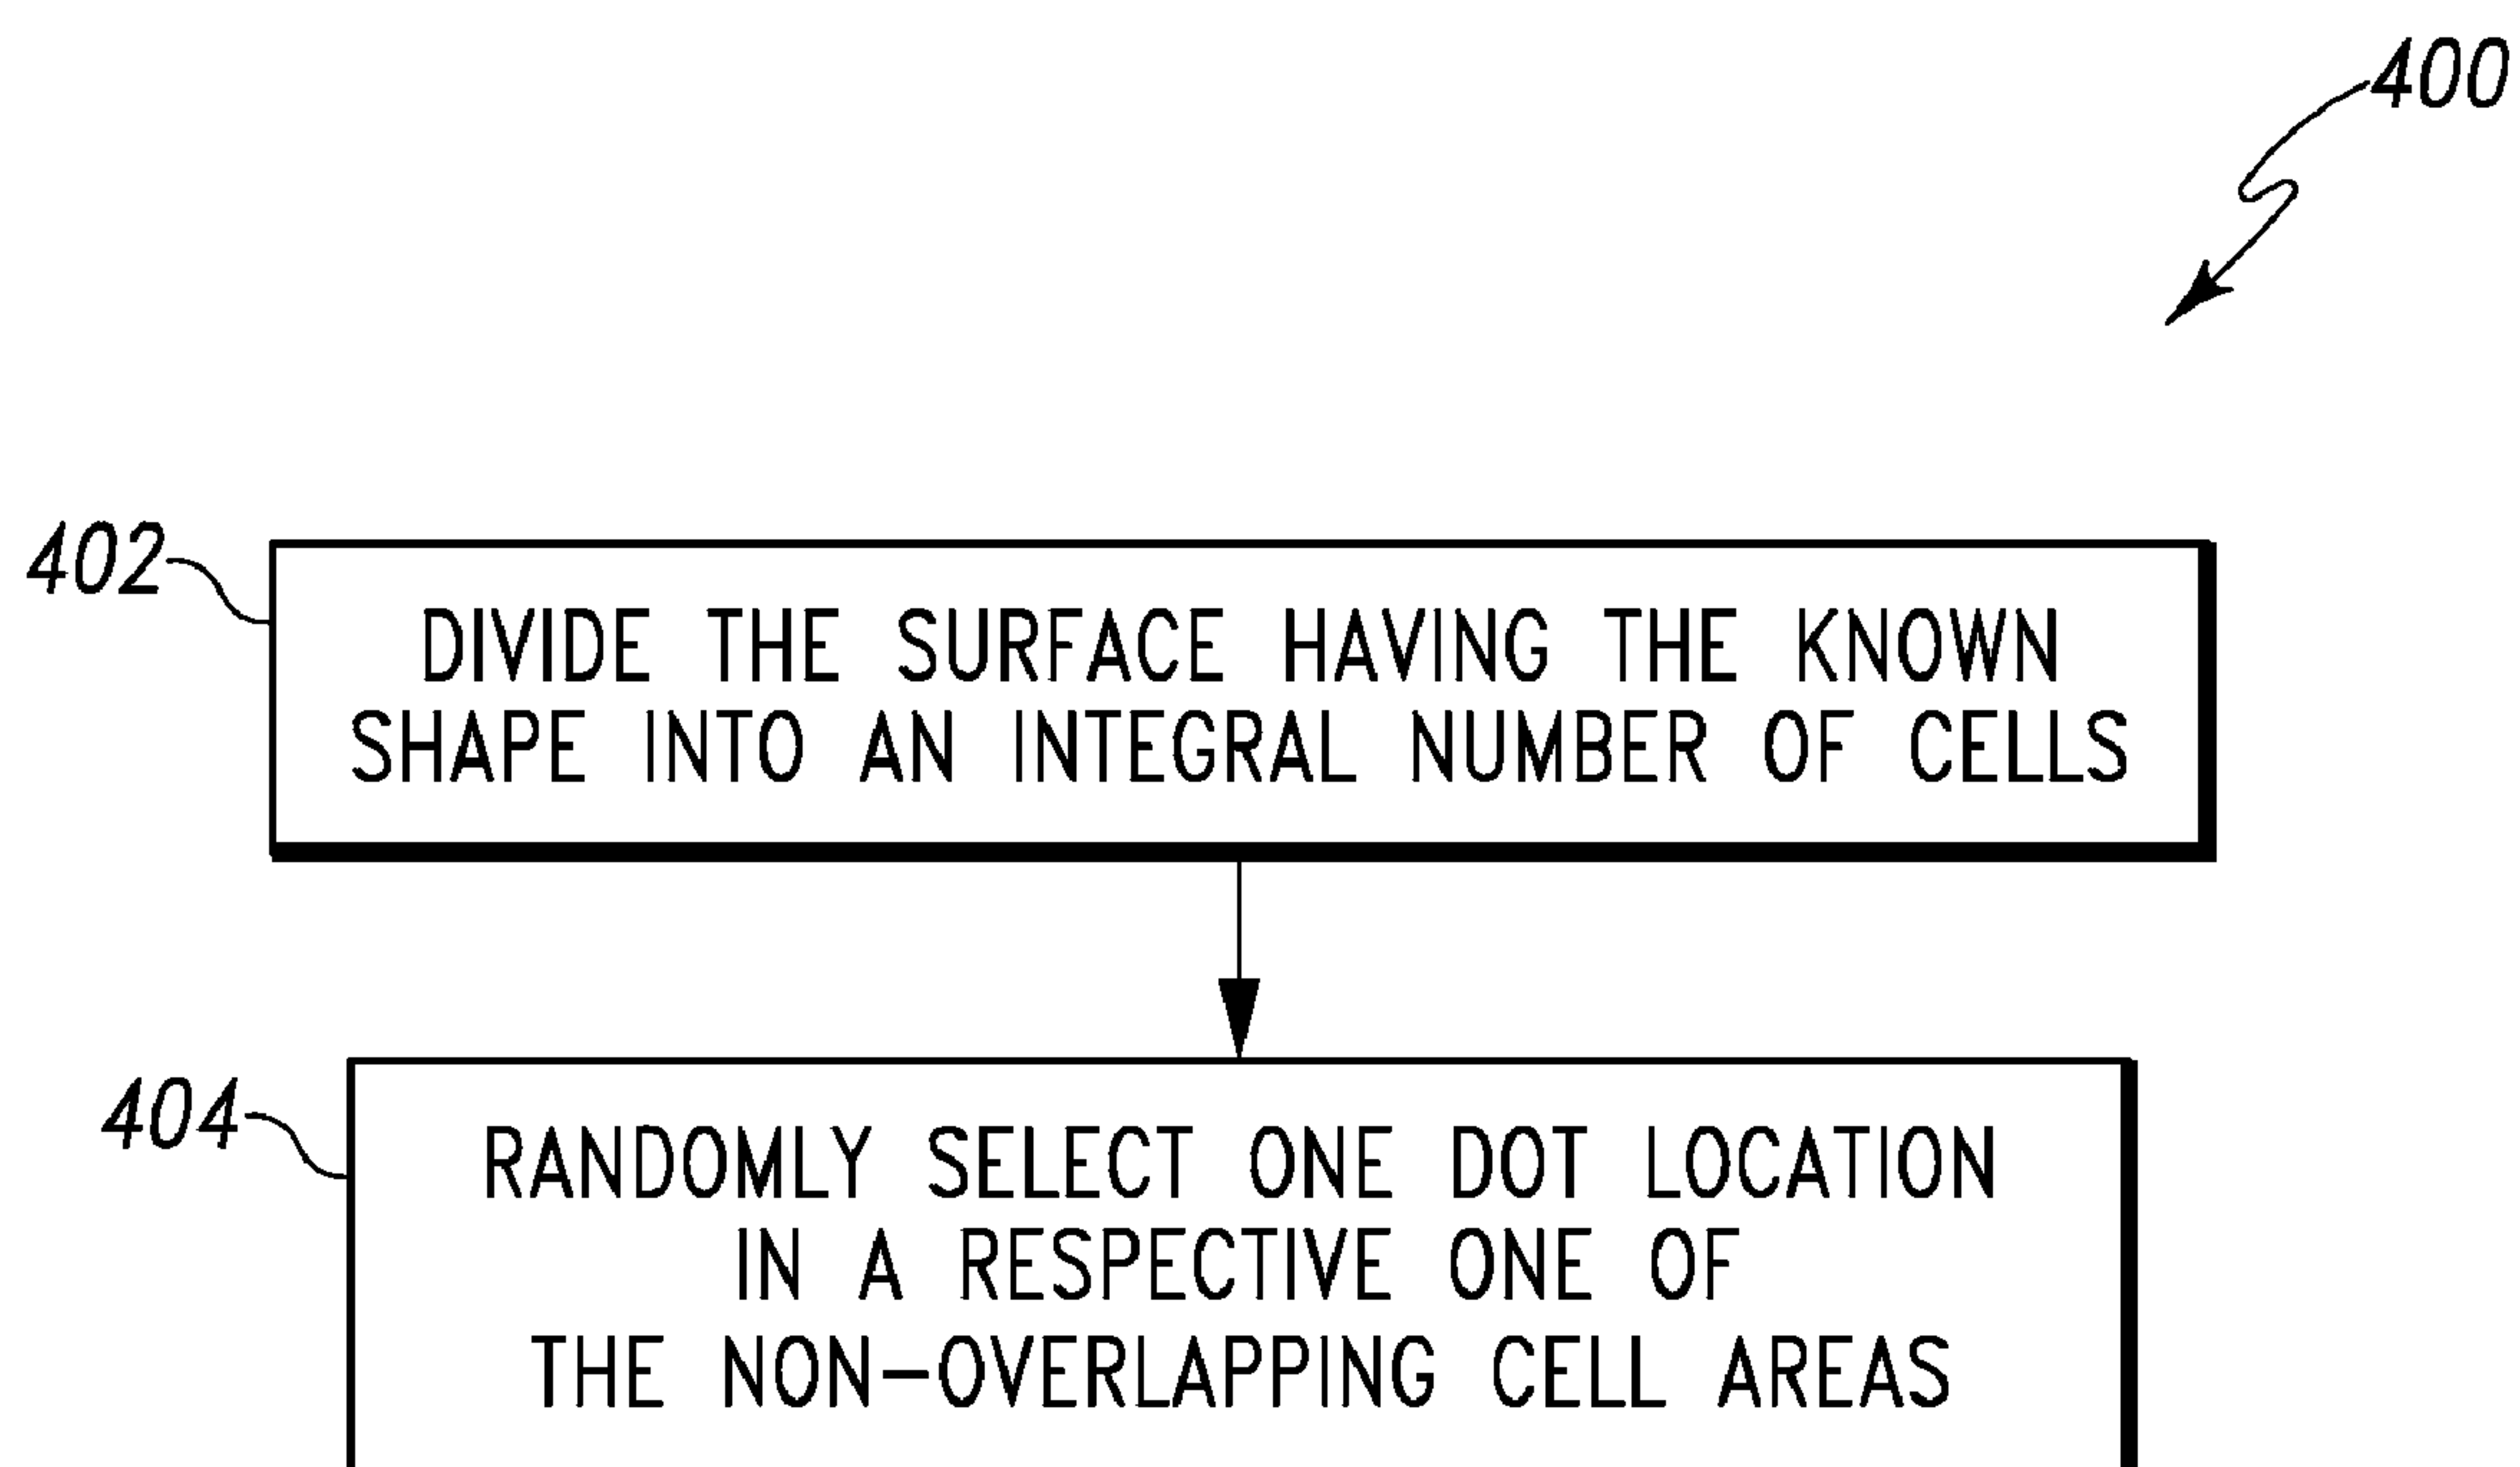 400
402
DIVIDE THE SURFACE HAVING THE KNOWN
SHAPE INTO AN INTEGRAL NUMBER OF CELLS
404
RANDOMLY SELECT ONE DOT LOCATION
IN A RESPECTIVE ONE OF
THE NON—OVERLAPPING CELL AREAS